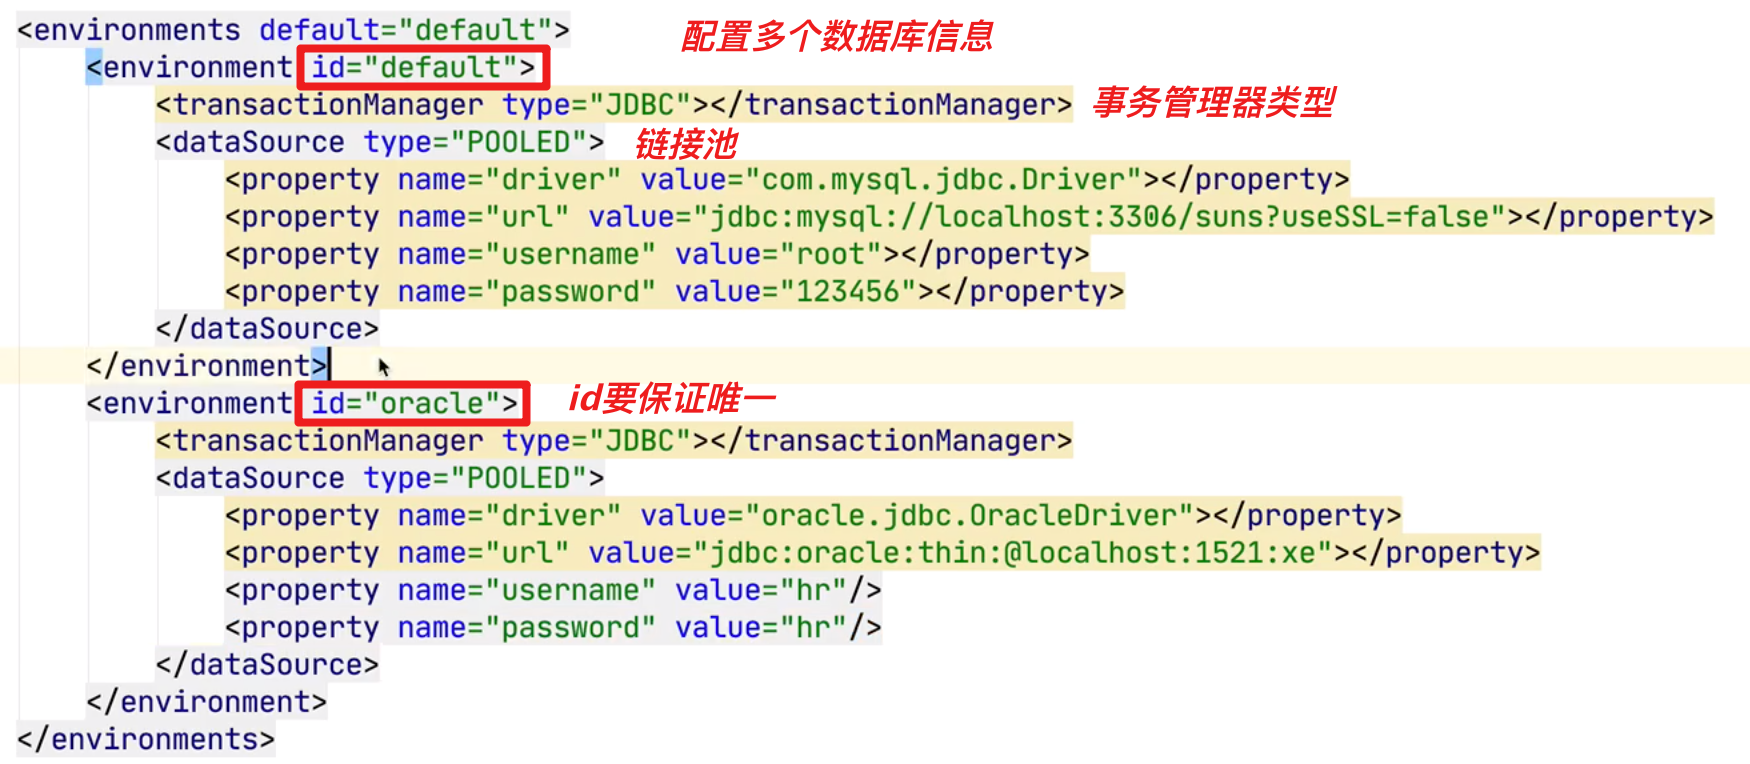 <environments default="default"> 配置多个数据库信息
<environment id="default">
<transactionManager type="JDBC"></transactionManager> 事务管理器类型
<dataSource type="POOLED"> 链接池
<property name="driver" value="com.mysql.jdbc.Driver"></property>
<property name="url" value="jdbc:mysql://localhost:3306/suns?useSSL=false"></property>
<property name="username" value="root"></property>
<property name="password" value="123456"></property>
</dataSource>
</environment>
<environment id="oracle"> id要保证唯一
<transactionManager type="JDBC"></transactionManager>
<dataSource type="POOLED">
<property name="driver" value="oracle.jdbc.OracleDriver"></property>
<property name="url" value="jdbc:oracle:thin:@localhost:1521:xe"></property>
<property name="username" value="hr"/>
<property name="password" value="hr"/>
</dataSource>
</environment>
</environments>